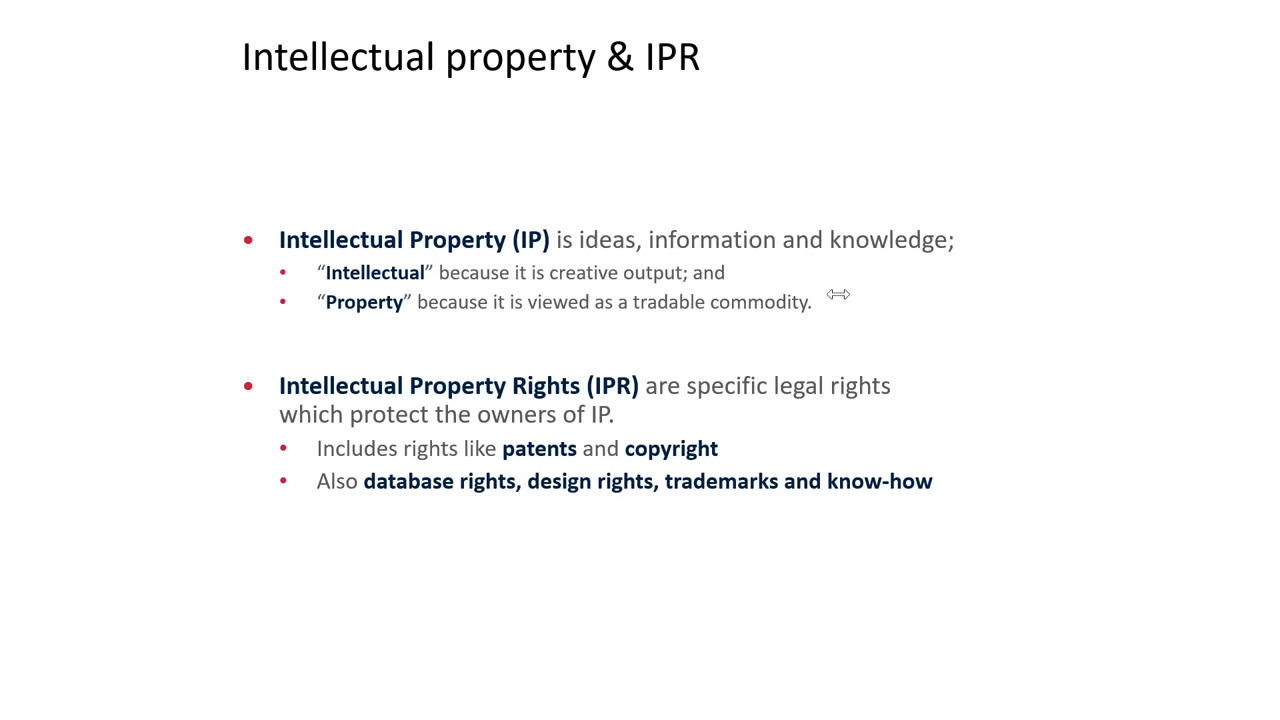 Intellectual property & IPR
• Intellectual Property (IP) is ideas, information and knowledge;
• “Intellectual” because it is creative output; and
• “Property” because it is viewed as a tradable commodity.
• Intellectual Property Rights (IPR) are specific legal rights
which protect the owners of IP.
• Includes rights like patents and copyright
• Also database rights, design rights, trademarks and know-how